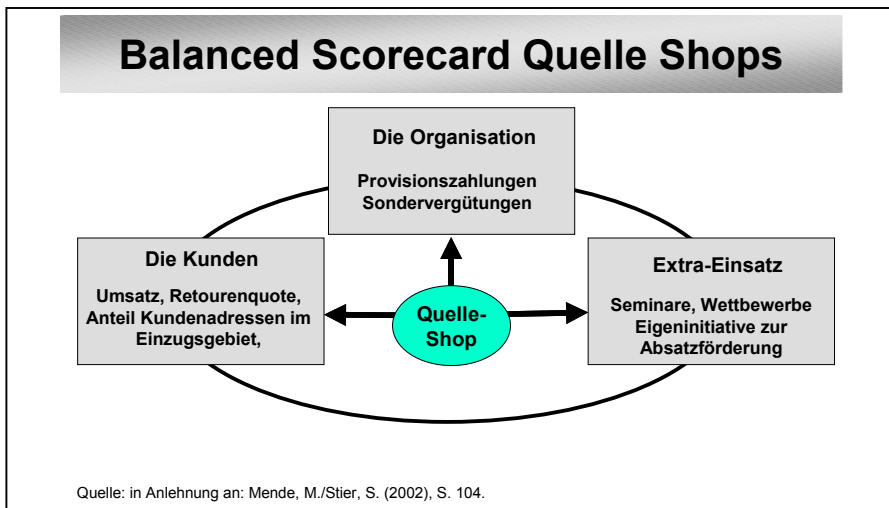 Balanced Scorecard Quelle Shops
Die Organisation
Provisionszahlungen
Sondervergütungen
Die Kunden
Umsatz, Retourenquote,
Anteil Kundenadressen im
Einzugsgebiet,
Quelle-
Shop
Extra-Einsatz
Seminare, Wettbewerbe
Eigeninitiative zur
Absatzförderung
Quelle: in Anlehnung an: Mende, M./Stier, S. (2002), S. 104.